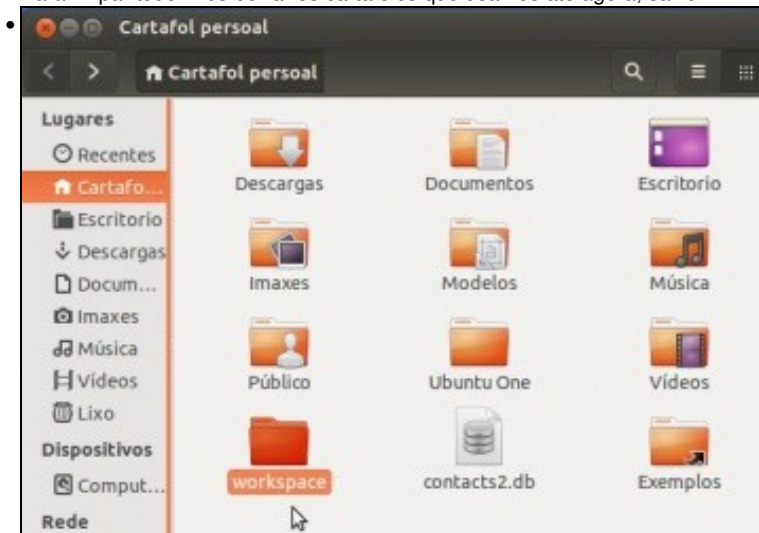 Cartafol persoal
Cartafol persoal
Lugares
Recentes
Cartafo...
Escritorio
Descargas
Docum...
Imaxes
Música
Vídeos
Lixo
Dispositivos
Comput...
Rede
Descargas
Documentos
Escritorio
Imaxes
Modelos
Música
Público
Ubuntu One
Vídeos
workspace
contacts2.db
Exemplos